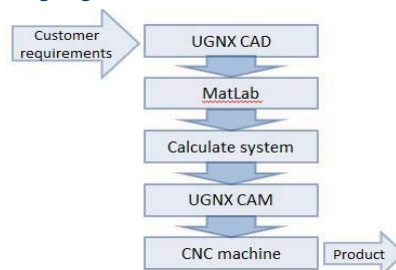 Customer
requirements
UGNX CAD
MatLab
Calculate system
UGNX CAM
CNC machine
Product